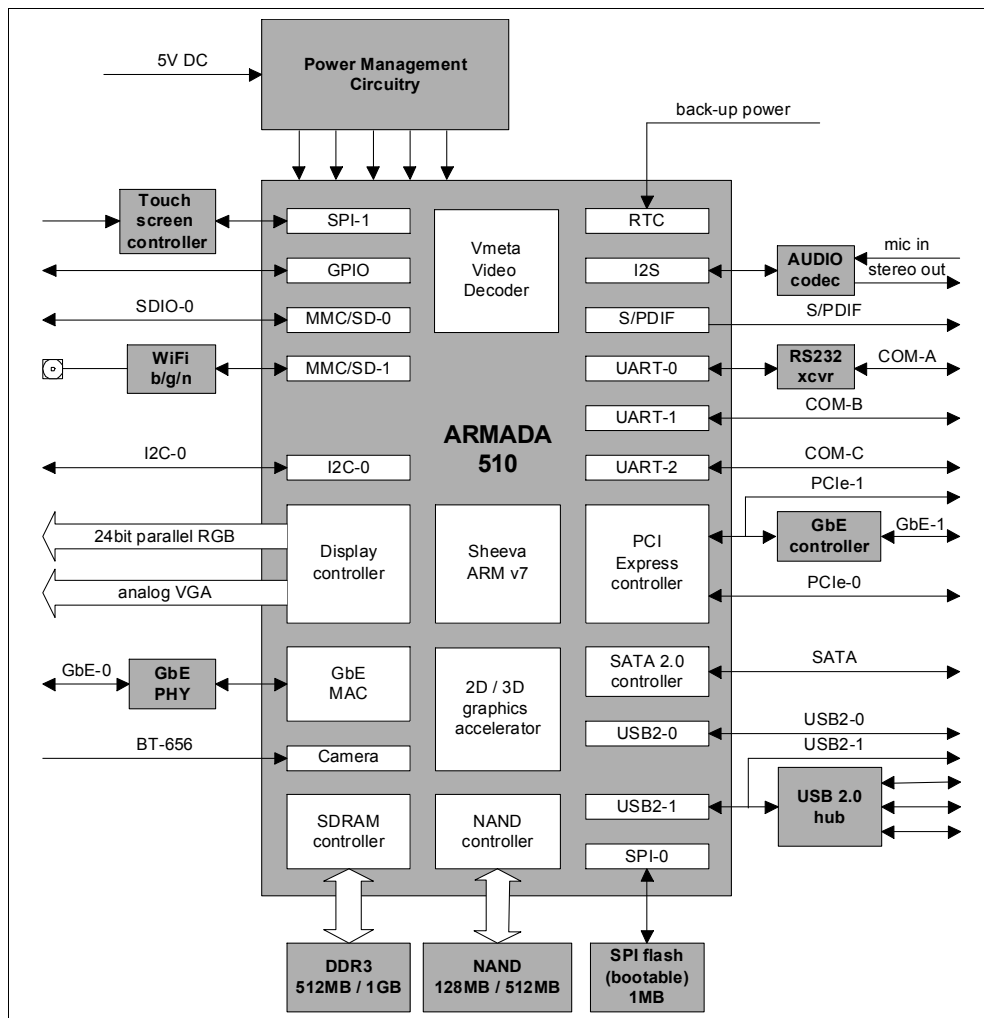 5V DC
Power Management
Circuitry
back-up power
Touch
screen
controller
SPI-1
Vmeta
Video
Decoder
RTC
GPIO
I2S
AUDIO
codec
mic in
stereo out
SDIO-0
MMC/SD-0
S/PDIF
S/PDIF
WiFi
b/g/n
MMC/SD-1
UART-0
RS232
xcvr
COM-A
ARMADA
510
UART-1
COM-B
I2C-0
I2C-0
UART-2
COM-C
PCIe-1
24bit parallel RGB
analog VGA
Display
controller
Sheeva
ARM v7
PCI
Express
controller
GbE
controller
GbE-1
PCIe-0
GbE-0
GbE
PHY
GbE
MAC
2D / 3D
graphics
accelerator
SATA 2.0
controller
SATA
USB2-0
USB2-0
USB2-1
BT-656
Camera
SDRAM
controller
NAND
controller
USB2-1
USB 2.0
hub
SPI-0
DDR3
512MB / 1GB
NAND
128MB / 512MB
SPI flash
(bootable)
1MB